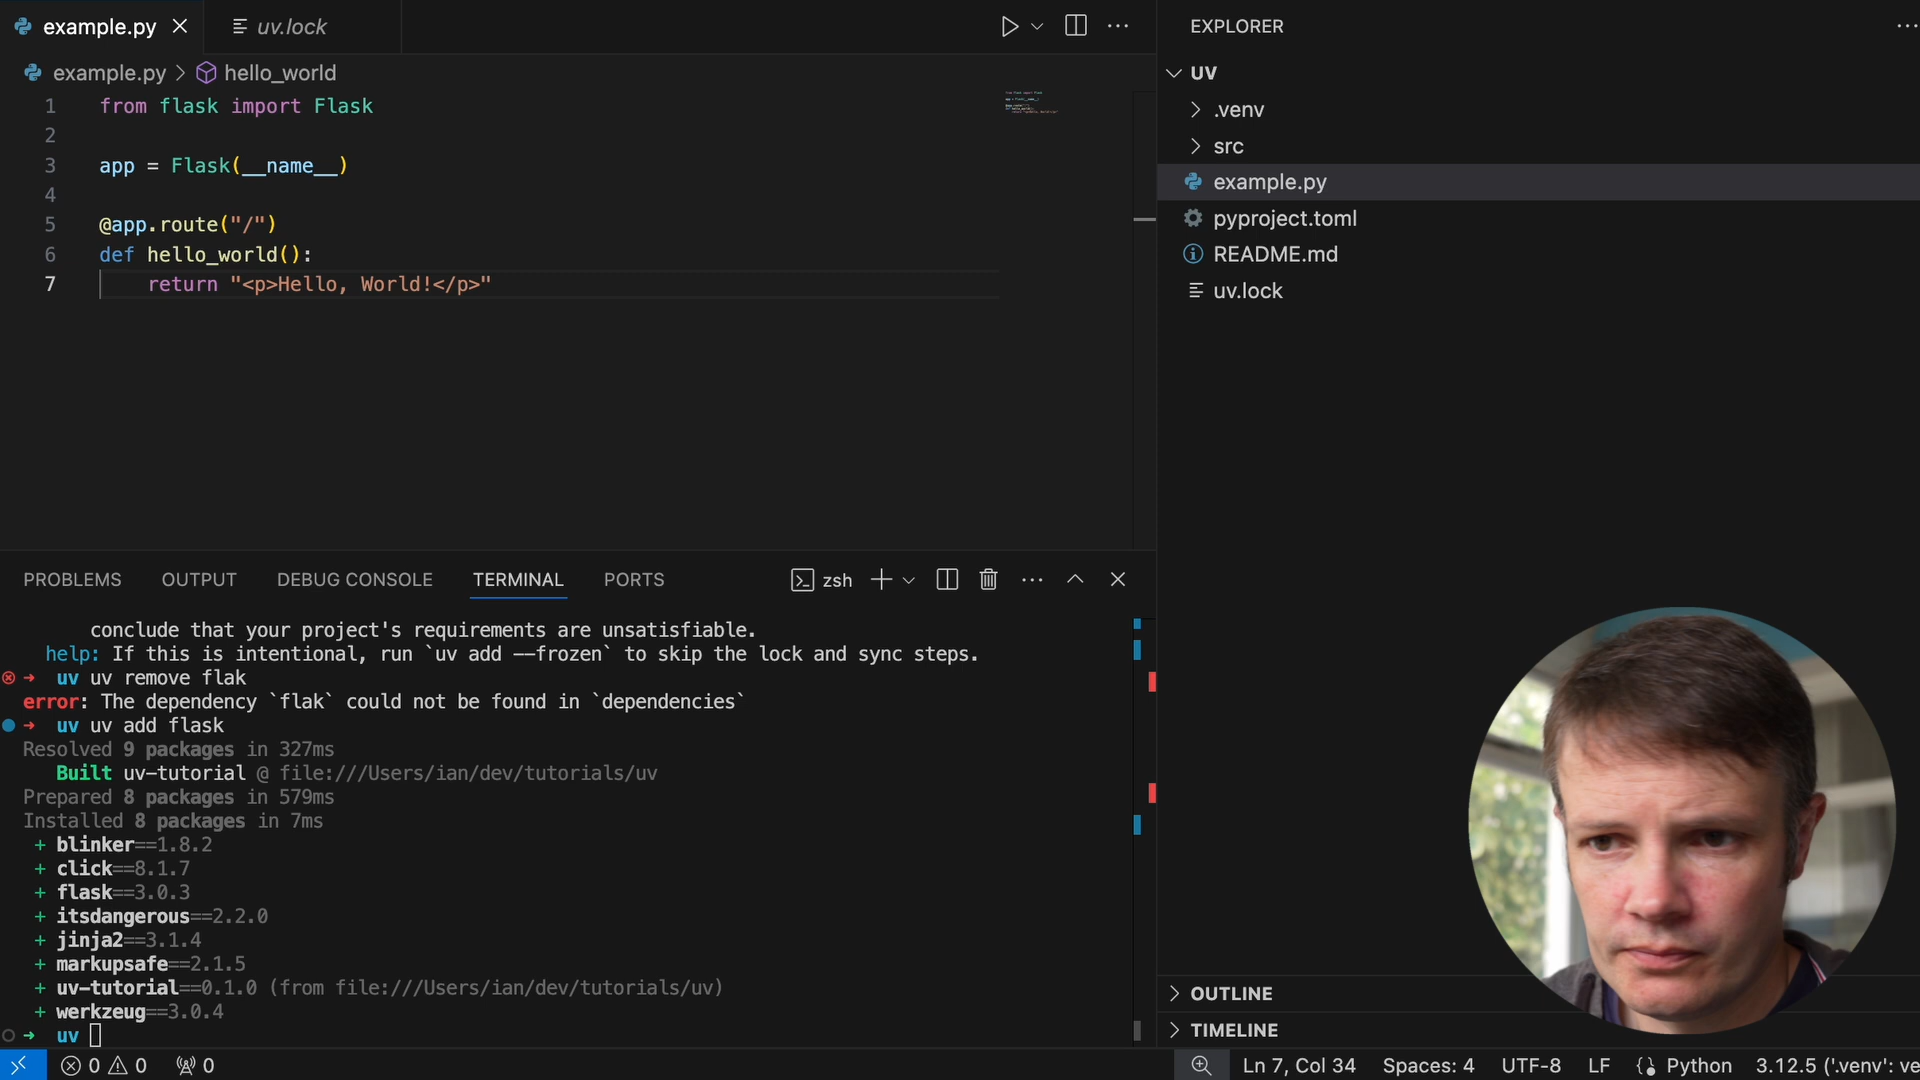 example.py
uv.lock
example.py > hello_world
1 from flask import Flask
2
3 app = Flask(__name__)
4
5 @app.route("/")
6 def hello_world():
7 return "<p>Hello, World!</p>"
EXPLORER
UV
.venv
src
example.py
pyproject.toml
README.md
uv.lock
OUTLINE
TIMELINE
PROBLEMS OUTPUT DEBUG CONSOLE TERMINAL PORTS zsh
conclude that your project's requirements are unsatisfiable.
help: If this is intentional, run `uv add --frozen` to skip the lock and sync steps.
→ uv uv remove flak
error: The dependency `flak` could not be found in `dependencies`
→ uv uv add flask
Resolved 9 packages in 327ms
Built uv-tutorial @ file:///Users/ian/dev/tutorials/uv
Prepared 8 packages in 579ms
Installed 8 packages in 7ms
+ blinker==1.8.2
+ click==8.1.7
+ flask==3.0.3
+ itsdangerous==2.2.0
+ jinja2==3.1.4
+ markupsafe==2.1.5
+ uv-tutorial==0.1.0 (from file:///Users/ian/dev/tutorials/uv)
+ werkzeug==3.0.4
→ uv
0 0 0 Ln 7, Col 34 Spaces: 4 UTF-8 LF Python 3.12.5 ('.venv': ve